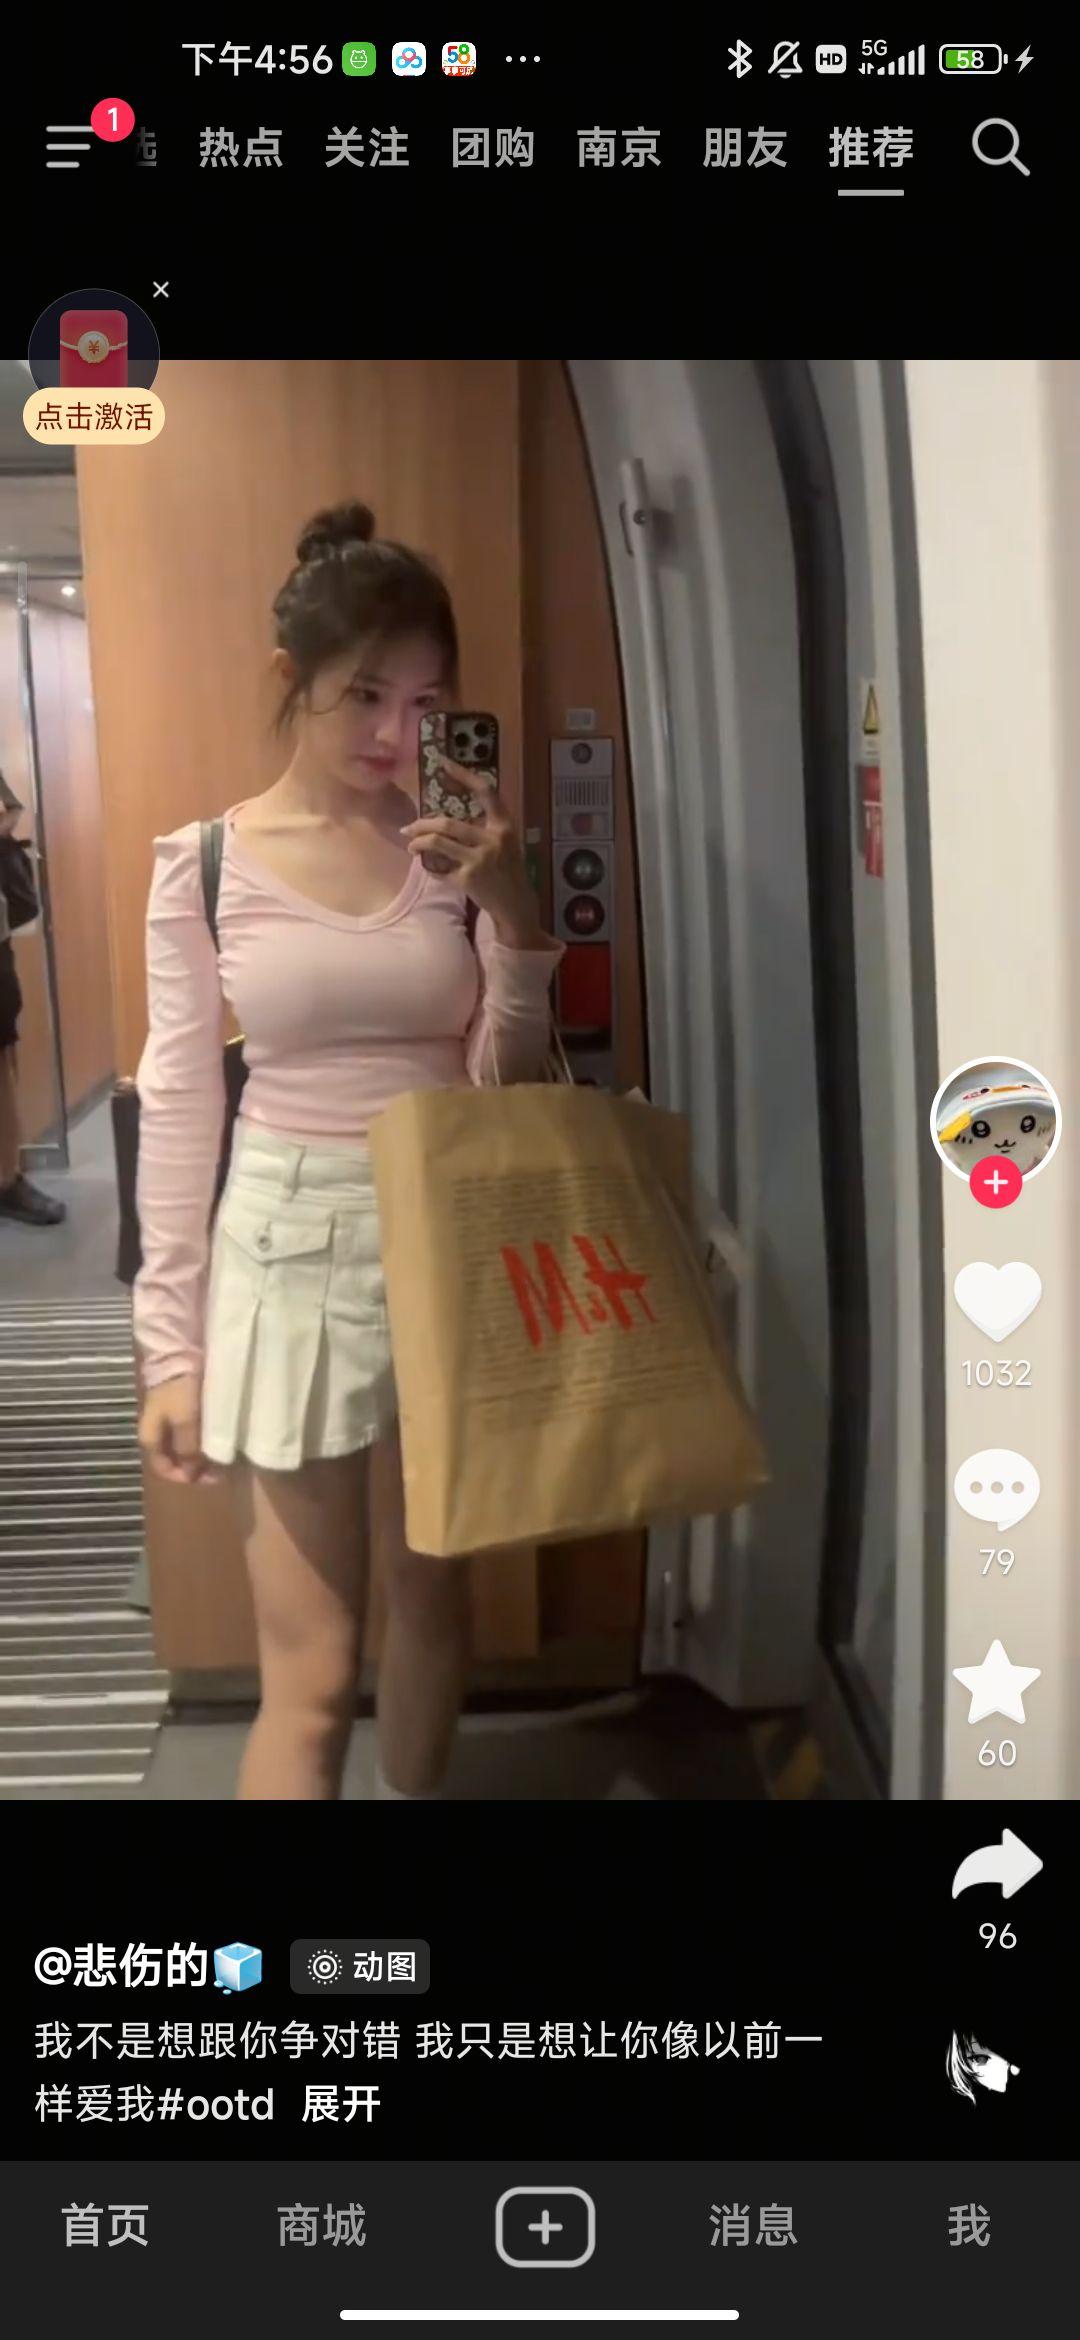 下午4:56
58
HD
5G
58
1
选 热点 关注 团购 南京 朋友 推荐
¥
点击激活
M&H
1032
79
60
96
@悲伤的 动图
我不是想跟你争对错 我只是想让你像以前一
样爱我#ootd 展开
首页 商城 消息 我